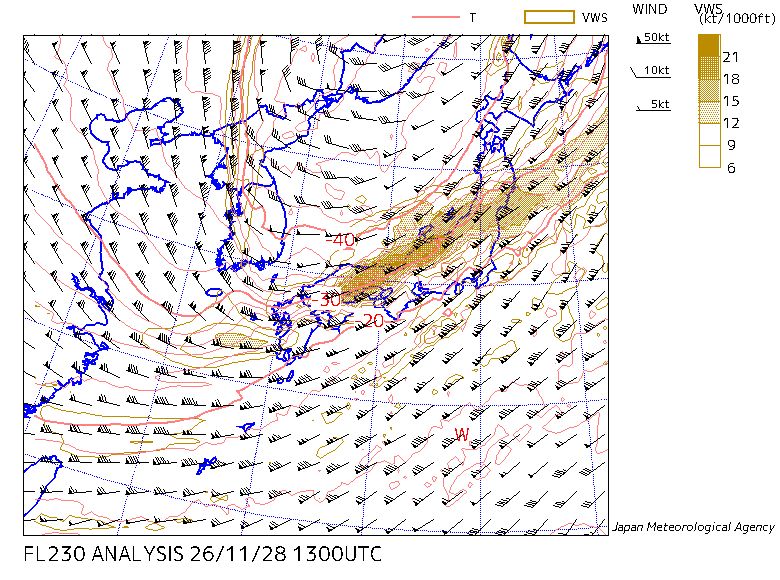 T VWS WIND VWS
(kt/1000ft)
50kt
10kt
5kt
21
18
15
12
9
6
-40
-30
-20
W
Japan Meteorological Agency
FL230 ANALYSIS 26/11/28 1300UTC